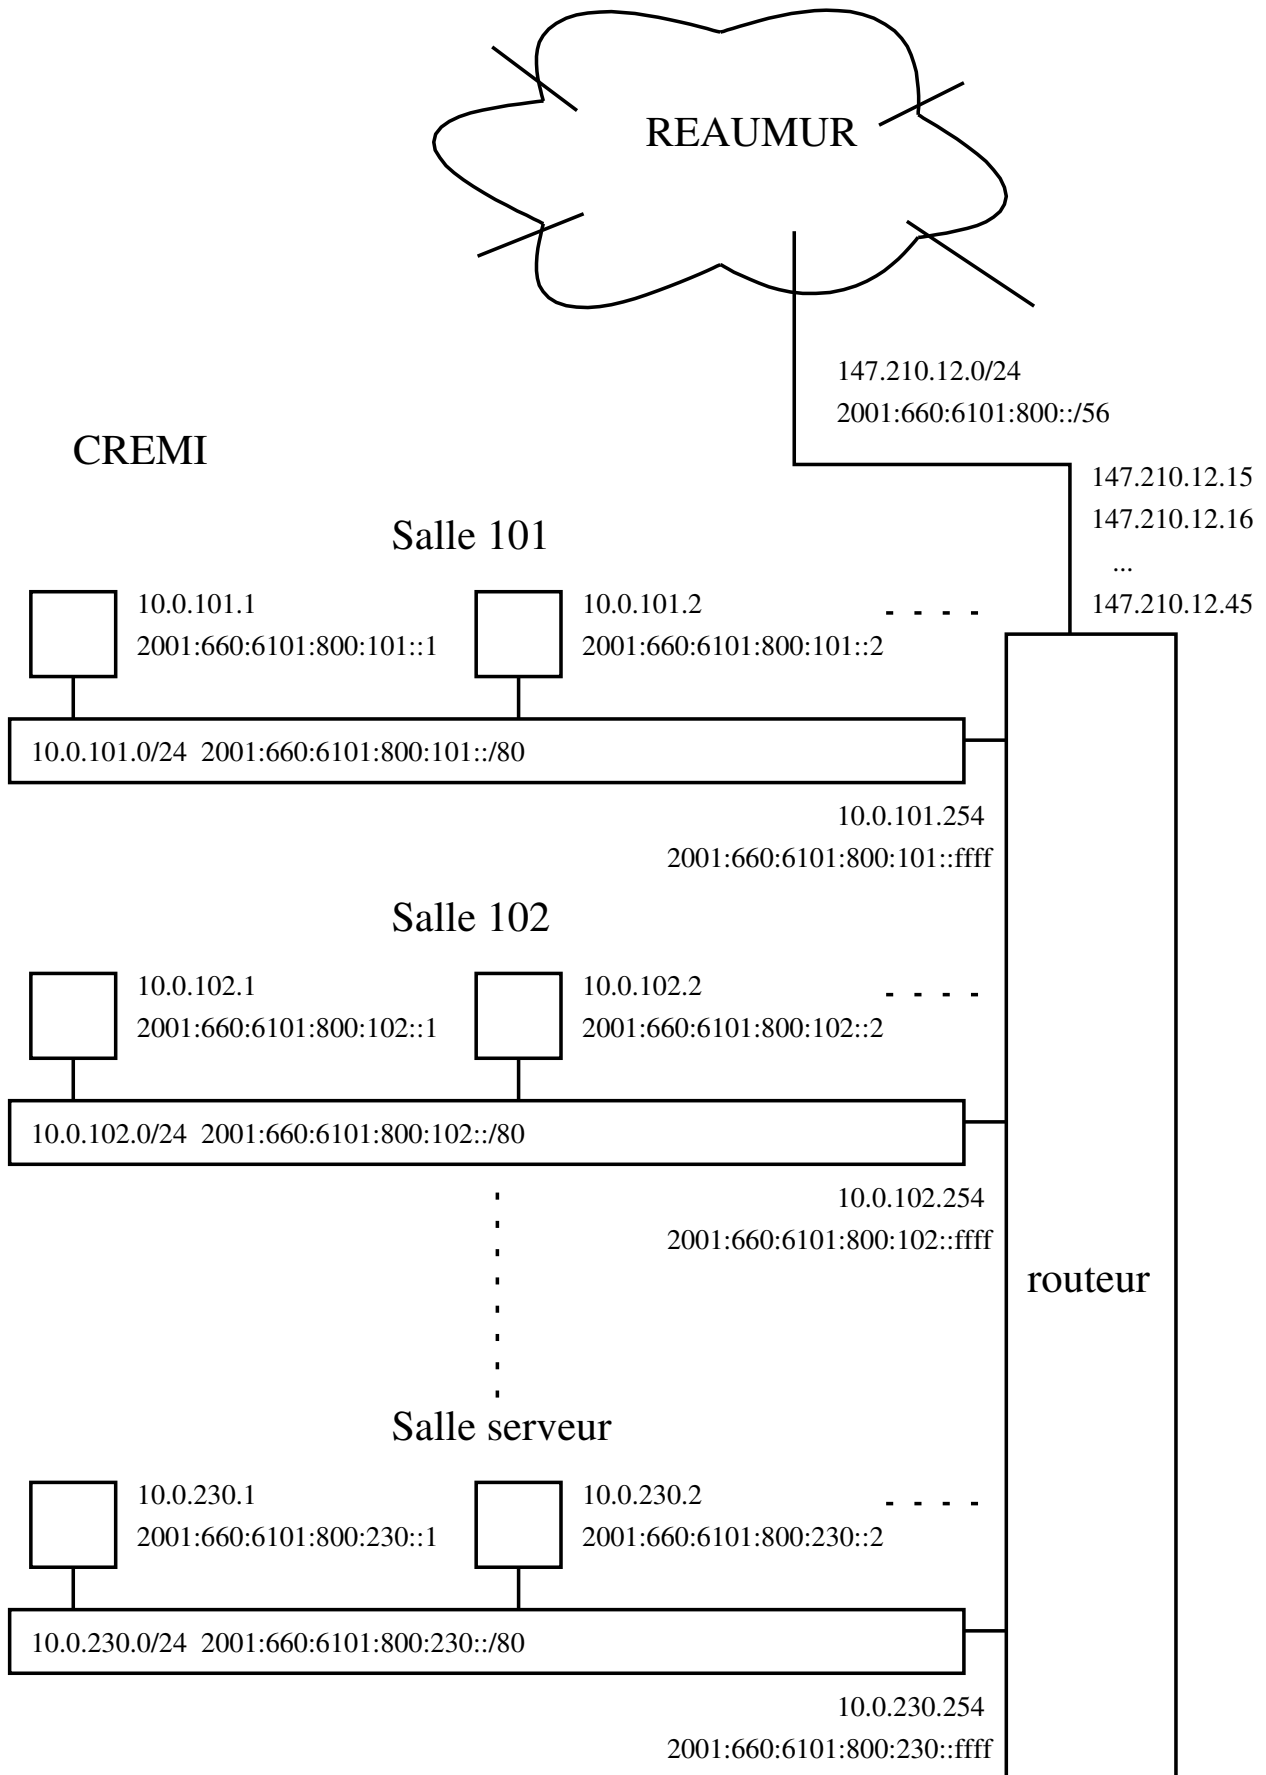 REAUMUR
147.210.12.0/24
2001:660:6101:800::/56
CREMI
147.210.12.15
147.210.12.16
...
147.210.12.45
Salle 101
10.0.101.1
2001:660:6101:800:101::1
10.0.101.2
2001:660:6101:800:101::2
10.0.101.0/24 2001:660:6101:800:101::/80
10.0.101.254
2001:660:6101:800:101::ffff
Salle 102
10.0.102.1
2001:660:6101:800:102::1
10.0.102.2
2001:660:6101:800:102::2
10.0.102.0/24 2001:660:6101:800:102::/80
10.0.102.254
2001:660:6101:800:102::ffff
routeur
Salle serveur
10.0.230.1
2001:660:6101:800:230::1
10.0.230.2
2001:660:6101:800:230::2
10.0.230.0/24 2001:660:6101:800:230::/80
10.0.230.254
2001:660:6101:800:230::ffff